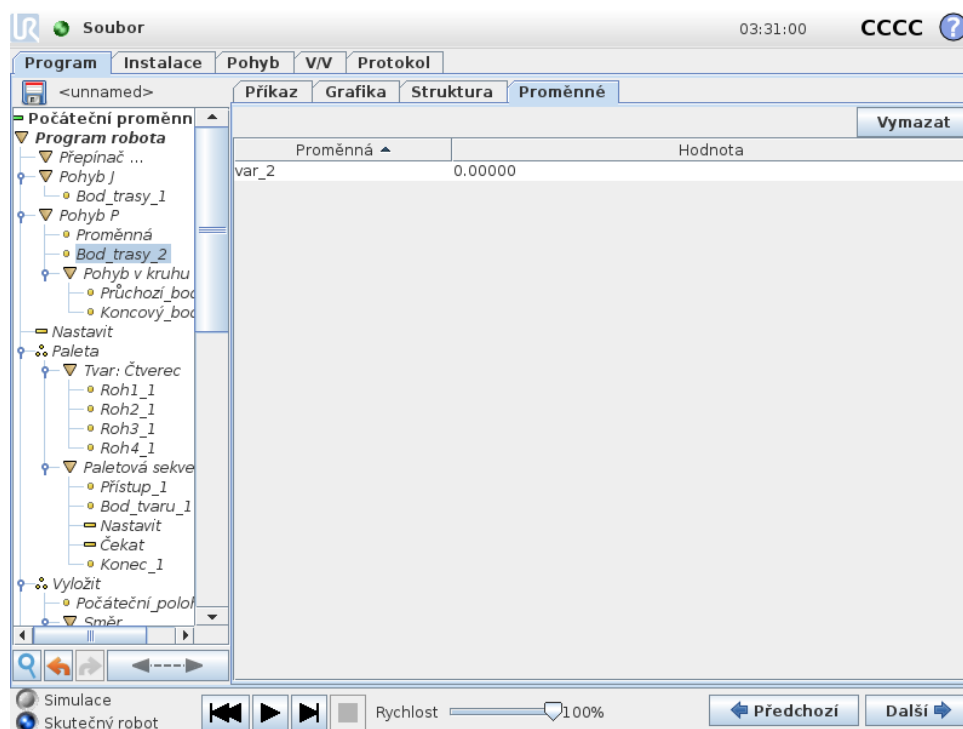 UR Soubor 03:31:00 CCCC ?
Program Instalace Pohyb V/V Protokol
<unnamed> Příkaz Grafika Struktura Proměnné
Vymazat
Proměnná Hodnota
var_2 0.00000
Počáteční proměnn
Program robota
Přepínač ...
Pohyb J
Bod_trasy_1
Pohyb P
Proměnná
Bod_trasy_2
Pohyb v kruhu
Průchozí_bod
Koncový_bod
Nastavit
Paleta
Tvar: Čtverec
Roh1_1
Roh2_1
Roh3_1
Roh4_1
Paletová sekve
Přístup_1
Bod_tvaru_1
Nastavit
Čekat
Konec_1
Vyložit
Počáteční_poloh
Směr
Simulace
Skutečný robot
Rychlost 100%
Předchozí Další